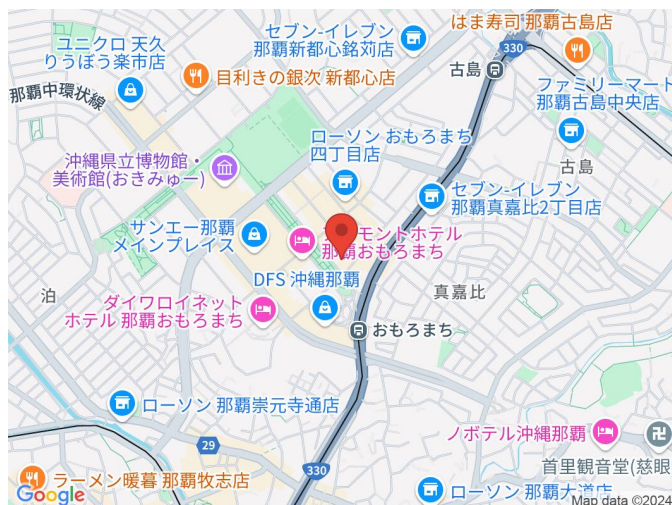 はま寿司 那覇古島店
セブン-イレブン
那覇新都心銘苅店
330
ユニクロ 天久
りうぼう楽市店
古島
目利きの銀次 新都心店
ファミリーマート
那覇古島中央店
那覇中環状線
ローソン おもろまち
四丁目店
沖縄県立博物館・
美術館(おきみゅー)
古島
セブン-イレブン
那覇真嘉比2丁目店
サンエー那覇
メインプレイス
モントホテル
那覇おもろまち
DFS 沖縄那覇
泊
真嘉比
ダイワロイネット
ホテル 那覇おもろまち
おもろまち
ローソン 那覇崇元寺通店
ノボテル沖縄那覇
29
首里観音堂(慈眼
330
ラーメン暖暮 那覇牧志店
ローソン 那覇大道店
Google
Map data ©2024